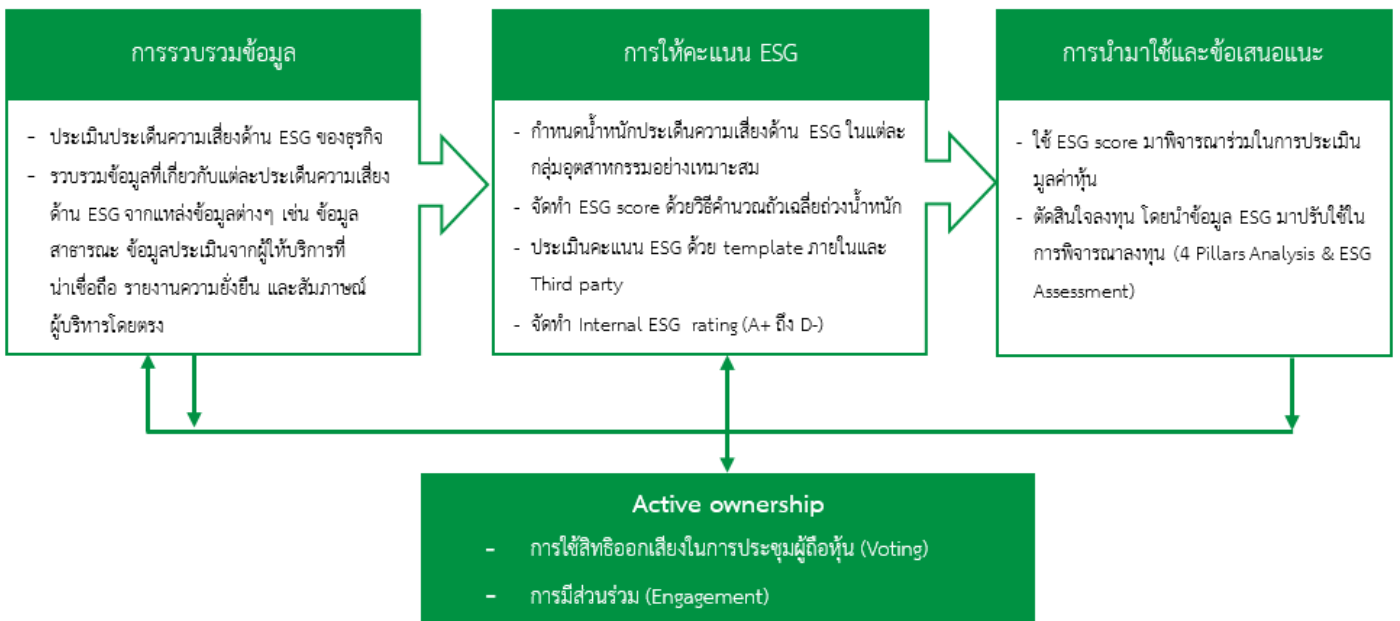 การรวบรวมข้อมูล
- ประเมินประเด็นความเสี่ยงด้าน ESG ของธุรกิจ
- รวบรวมข้อมูลที่เกี่ยวกับแต่ละประเด็นความเสี่ยง
ด้าน ESG จากแหล่งข้อมูลต่างๆ เช่น ข้อมูล
สาธารณะ ข้อมูลประเมินจากผู้ให้บริการที่
น่าเชื่อถือ รายงานความยั่งยืน และสัมภาษณ์
ผู้บริหารโดยตรง
การให้คะแนน ESG
- กำหนดน้ำหนักประเด็นความเสี่ยงด้าน ESG ในแต่ละ
กลุ่มอุตสาหกรรมอย่างเหมาะสม
- จัดทำ ESG score ด้วยวิธีคำนวณถัวเฉลี่ยถ่วงน้ำหนัก
- ประเมินคะแนน ESG ด้วย template ภายในและ
Third party
- จัดทำ Internal ESG rating (A+ ถึง D-)
การนำมาใช้และข้อเสนอแนะ
- ใช้ ESG score มาพิจารณาร่วมในการประเมิน
มูลค่าหุ้น
- ตัดสินใจลงทุน โดยนำข้อมูล ESG มาปรับใช้ใน
การพิจารณาลงทุน (4 Pillars Analysis & ESG
Assessment)
Active ownership
- การใช้สิทธิออกเสียงในการประชุมผู้ถือหุ้น (Voting)
- การมีส่วนร่วม (Engagement)